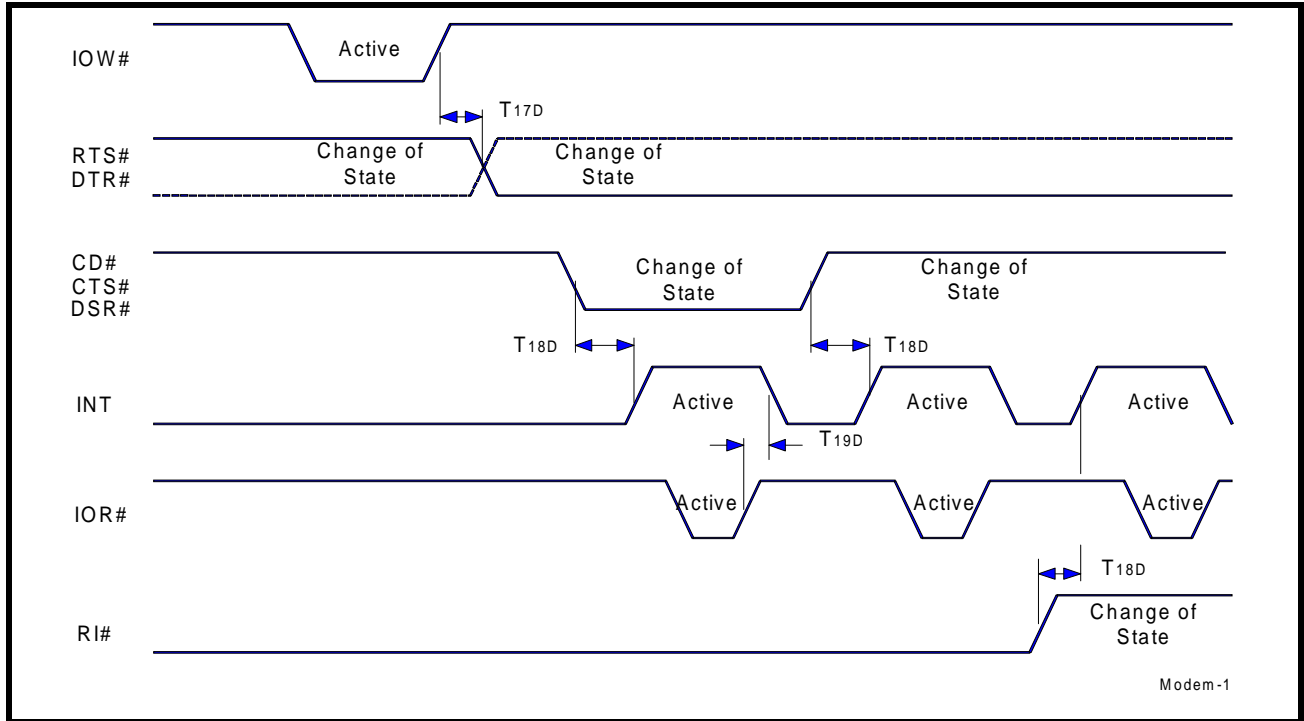 IOW#
Active
T17D
RTS#
DTR#
Change of
State
Change of
State
CD#
CTS#
DSR#
Change of
State
Change of
State
T18D
T18D
INT
Active
Active
Active
T19D
IOR#
Active
Active
Active
T18D
RI#
Change of
State
Modem-1